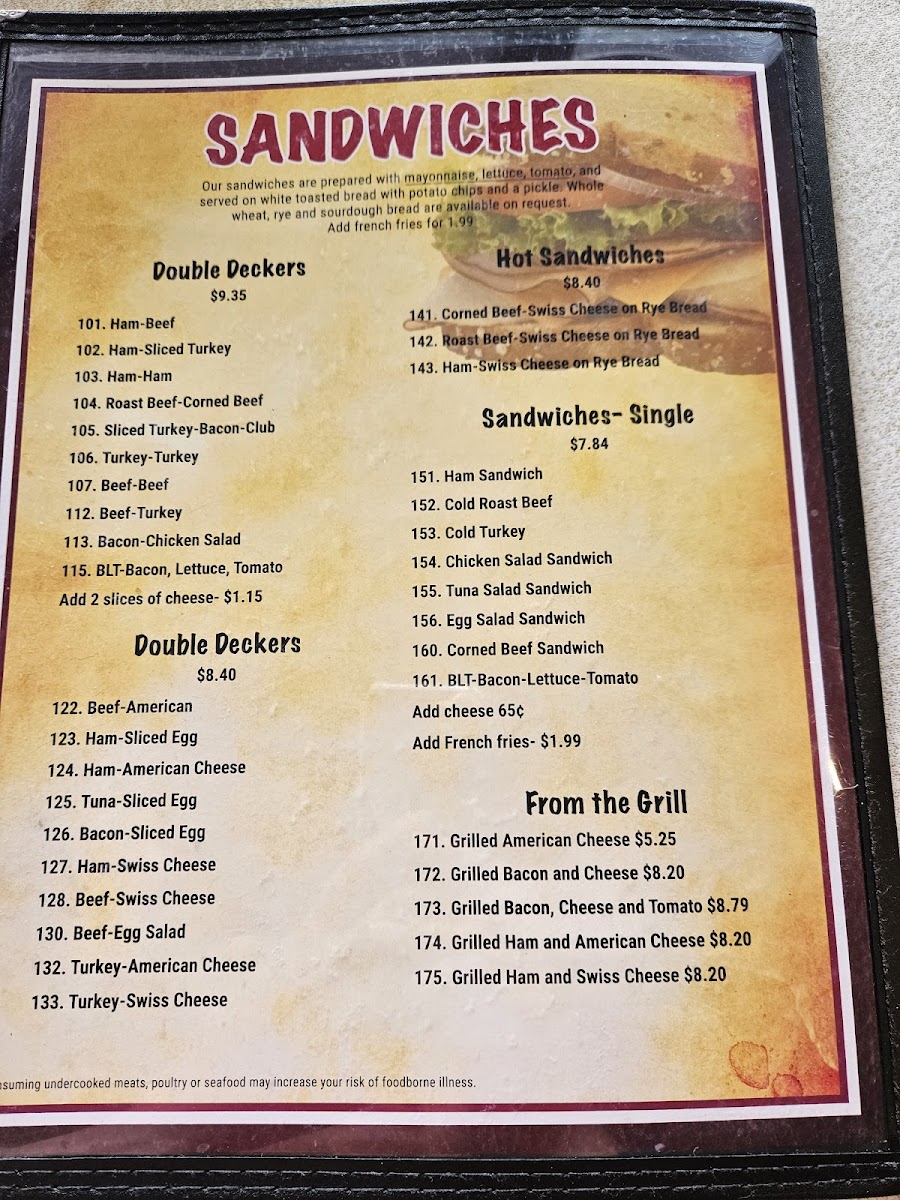 SANDWICHES
Our sandwiches are prepared with mayonnaise, lettuce, tomato, and
served on white toasted bread with potato chips and a pickle. Whole
wheat, rye and sourdough bread are available on request.
Add french fries for 1.99
Double Deckers
$9.35
101. Ham-Beef
102. Ham-Sliced Turkey
103. Ham-Ham
104. Roast Beef-Corned Beef
105. Sliced Turkey-Bacon-Club
106. Turkey-Turkey
107. Beef-Beef
112. Beef-Turkey
113. Bacon-Chicken Salad
115. BLT-Bacon, Lettuce, Tomato
Add 2 slices of cheese- $1.15
Double Deckers
$8.40
122. Beef-American
123. Ham-Sliced Egg
124. Ham-American Cheese
125. Tuna-Sliced Egg
126. Bacon-Sliced Egg
127. Ham-Swiss Cheese
128. Beef-Swiss Cheese
130. Beef-Egg Salad
132. Turkey-American Cheese
133. Turkey-Swiss Cheese
Hot Sandwiches
$8.40
141. Corned Beef-Swiss Cheese on Rye Bread
142. Roast Beef-Swiss Cheese on Rye Bread
143. Ham-Swiss Cheese on Rye Bread
Sandwiches- Single
$7.84
151. Ham Sandwich
152. Cold Roast Beef
153. Cold Turkey
154. Chicken Salad Sandwich
155. Tuna Salad Sandwich
156. Egg Salad Sandwich
160. Corned Beef Sandwich
161. BLT-Bacon-Lettuce-Tomato
Add cheese 65¢
Add French fries- $1.99
From the Grill
171. Grilled American Cheese $5.25
172. Grilled Bacon and Cheese $8.20
173. Grilled Bacon, Cheese and Tomato $8.79
174. Grilled Ham and American Cheese $8.20
175. Grilled Ham and Swiss Cheese $8.20
undercooked meats, poultry or seafood may increase your risk of foodborne illness.